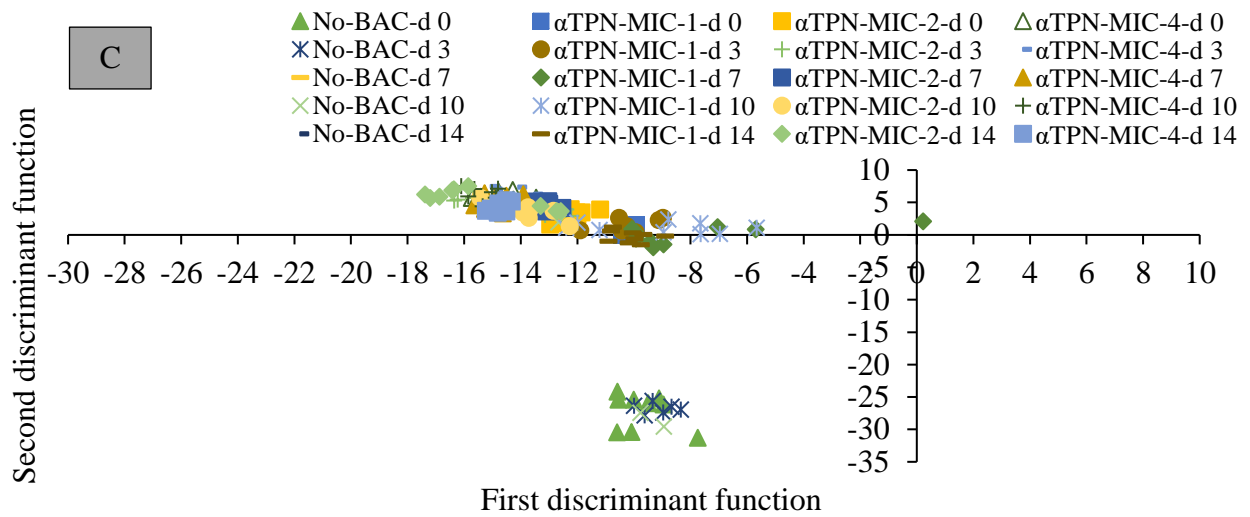 C
No-BAC-d 0 αTPN-MIC-1-d 0 αTPN-MIC-2-d 0 αTPN-MIC-4-d 0
No-BAC-d 3 αTPN-MIC-1-d 3 αTPN-MIC-2-d 3 αTPN-MIC-4-d 3
No-BAC-d 7 αTPN-MIC-1-d 7 αTPN-MIC-2-d 7 αTPN-MIC-4-d 7
No-BAC-d 10 αTPN-MIC-1-d 10 αTPN-MIC-2-d 10 αTPN-MIC-4-d 10
No-BAC-d 14 αTPN-MIC-1-d 14 αTPN-MIC-2-d 14 αTPN-MIC-4-d 14
Second discriminant function
10
5
0
-5
-10
-15
-20
-25
-30
-35
-30 -28 -26 -24 -22 -20 -18 -16 -14 -12 -10 -8 -6 -4 -2 0 2 4 6 8 10
First discriminant function